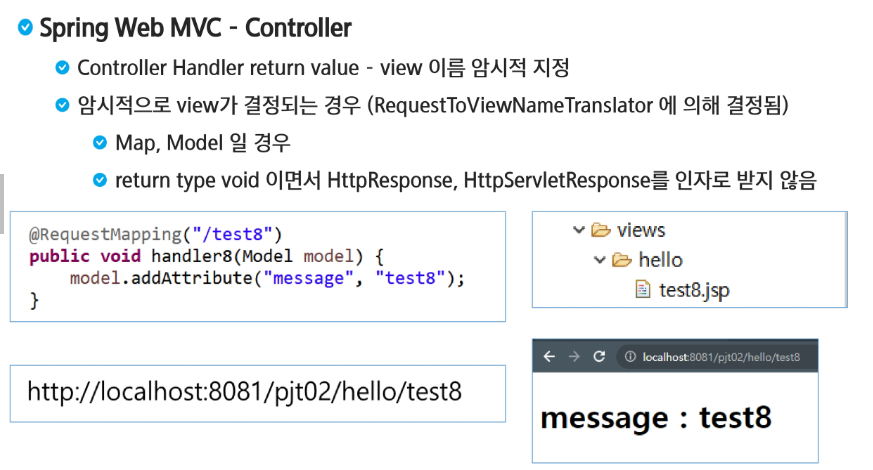 Spring Web MVC - Controller
Controller Handler return value - view 이름 암시적 지정
암시적으로 view가 결정되는 경우 (RequestToViewNameTranslator 에 의해 결정됨)
Map, Model 일 경우
return type void 이면서 HttpResponse, HttpServletResponse를 인자로 받지 않음
@RequestMapping("/test8")
public void handler8(Model model) {
    model.addAttribute("message", "test8");
}
views
hello
test8.jsp
http://localhost:8081/pjt02/hello/test8
localhost:8081/pjt02/hello/test8
message : test8